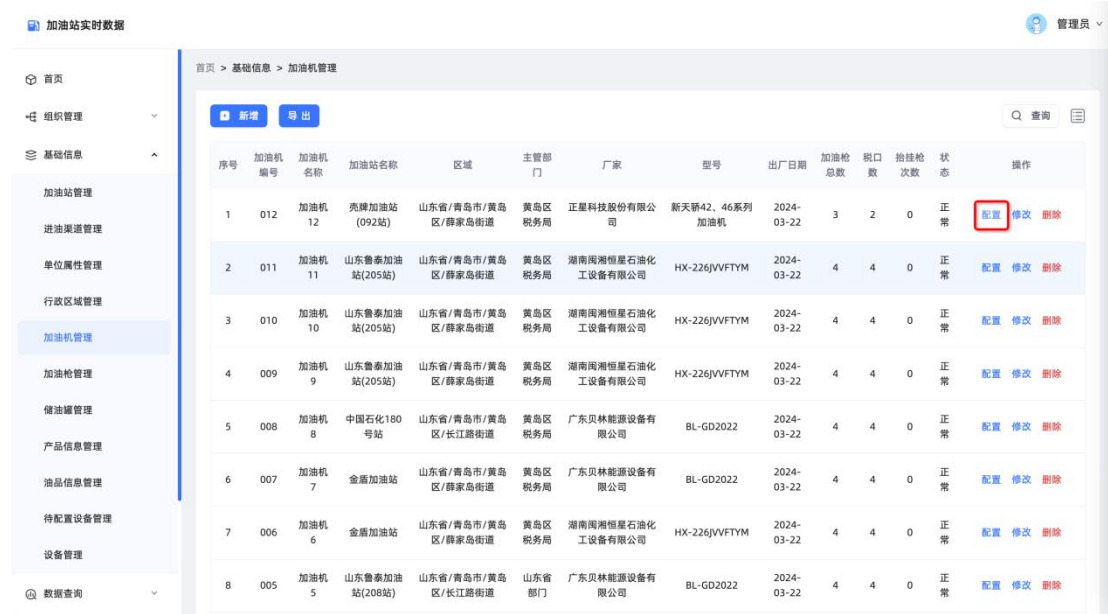 加油站实时数据
管理员
首页
组织管理
基础信息
加油站管理
进油渠道管理
单位属性管理
行政区域管理
加油机管理
加油枪管理
储油罐管理
产品信息管理
油品信息管理
待配置设备管理
设备管理
数据查询
首页 > 基础信息 > 加油机管理
新增 导出
查询
序号 加油机编号 加油机名称 加油站名称 区域 主管部门 厂家 型号 出厂日期 加油枪总数 税口数 抬挂枪次数 状态 操作
1 012 加油机12 壳牌加油站(092站) 山东省/青岛市/黄岛区/薛家岛街道 黄岛区税务局 正星科技股份有限公司 新天骄42、46系列加油机 2024-03-22 3 2 0 正常 配置 修改 删除
2 011 加油机11 山东鲁泰加油站(205站) 山东省/青岛市/黄岛区/薛家岛街道 黄岛区税务局 湖南闽湘恒星石油化工设备有限公司 HX-226JVVFTYM 2024-03-22 4 4 0 正常 配置 修改 删除
3 010 加油机10 山东鲁泰加油站(205站) 山东省/青岛市/黄岛区/薛家岛街道 黄岛区税务局 湖南闽湘恒星石油化工设备有限公司 HX-226JVVFTYM 2024-03-22 4 4 0 正常 配置 修改 删除
4 009 加油机9 山东鲁泰加油站(205站) 山东省/青岛市/黄岛区/薛家岛街道 黄岛区税务局 湖南闽湘恒星石油化工设备有限公司 HX-226JVVFTYM 2024-03-22 4 4 0 正常 配置 修改 删除
5 008 加油机8 中国石化180号站 山东省/青岛市/黄岛区/长江路街道 黄岛区税务局 广东贝林能源设备有限公司 BL-GD2022 2024-03-22 4 4 0 正常 配置 修改 删除
6 007 加油机7 金盾加油站 山东省/青岛市/黄岛区/薛家岛街道 黄岛区税务局 广东贝林能源设备有限公司 BL-GD2022 2024-03-22 4 4 0 正常 配置 修改 删除
7 006 加油机6 金盾加油站 山东省/青岛市/黄岛区/薛家岛街道 黄岛区税务局 湖南闽湘恒星石油化工设备有限公司 HX-226JVVFTYM 2024-03-22 4 4 0 正常 配置 修改 删除
8 005 加油机5 山东鲁泰加油站(208站) 山东省/青岛市/黄岛区/长江路街道 山东省部门 广东贝林能源设备有限公司 BL-GD2022 2024-03-22 4 4 0 正常 配置 修改 删除